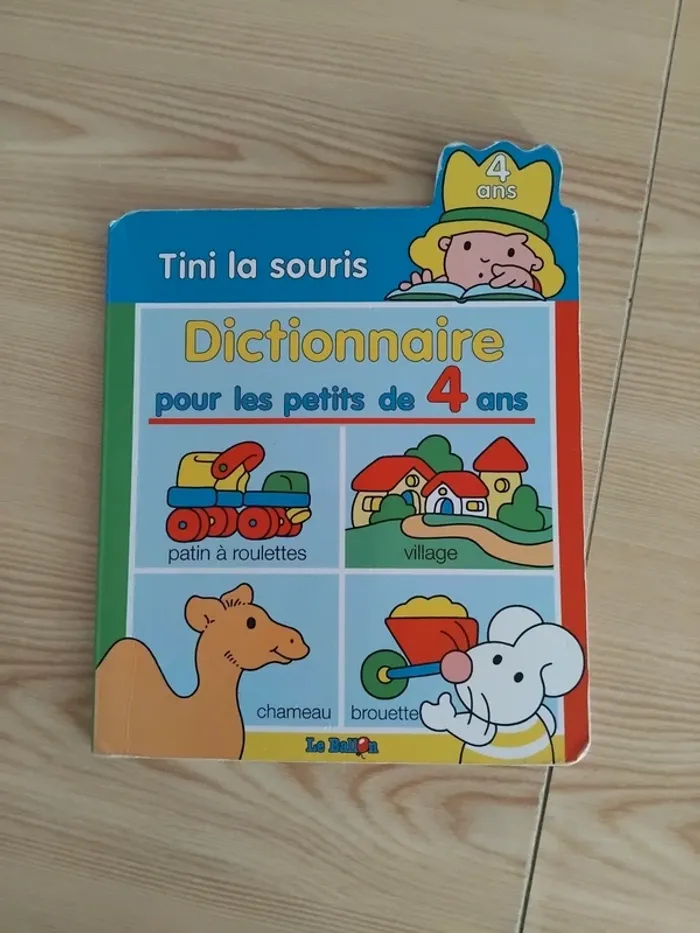 4
ans
Tini la souris
Dictionnaire
pour les petits de 4 ans
patin à roulettes
village
chameau
brouette
Le Ballon